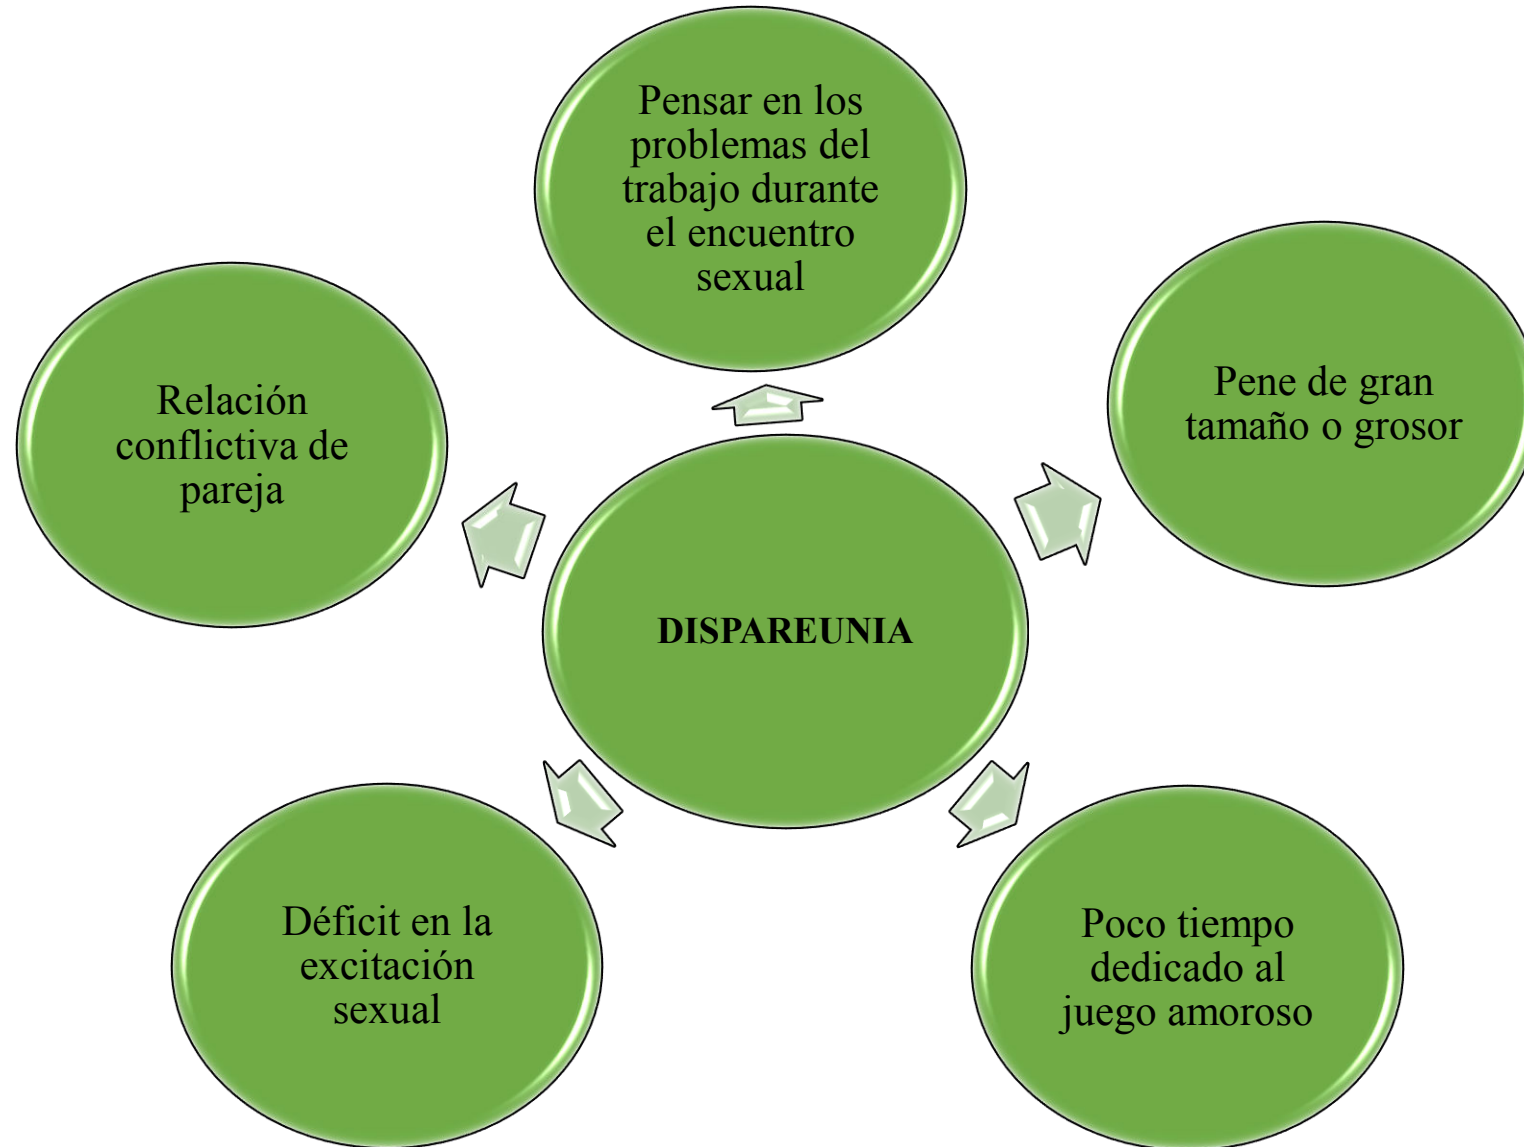 Pensar en los
problemas del
trabajo durante
el encuentro
sexual
Pene de gran
tamaño o grosor
Relación
conflictiva de
pareja
DISPAREUNIA
Déficit en la
excitación
sexual
Poco tiempo
dedicado al
juego amoroso